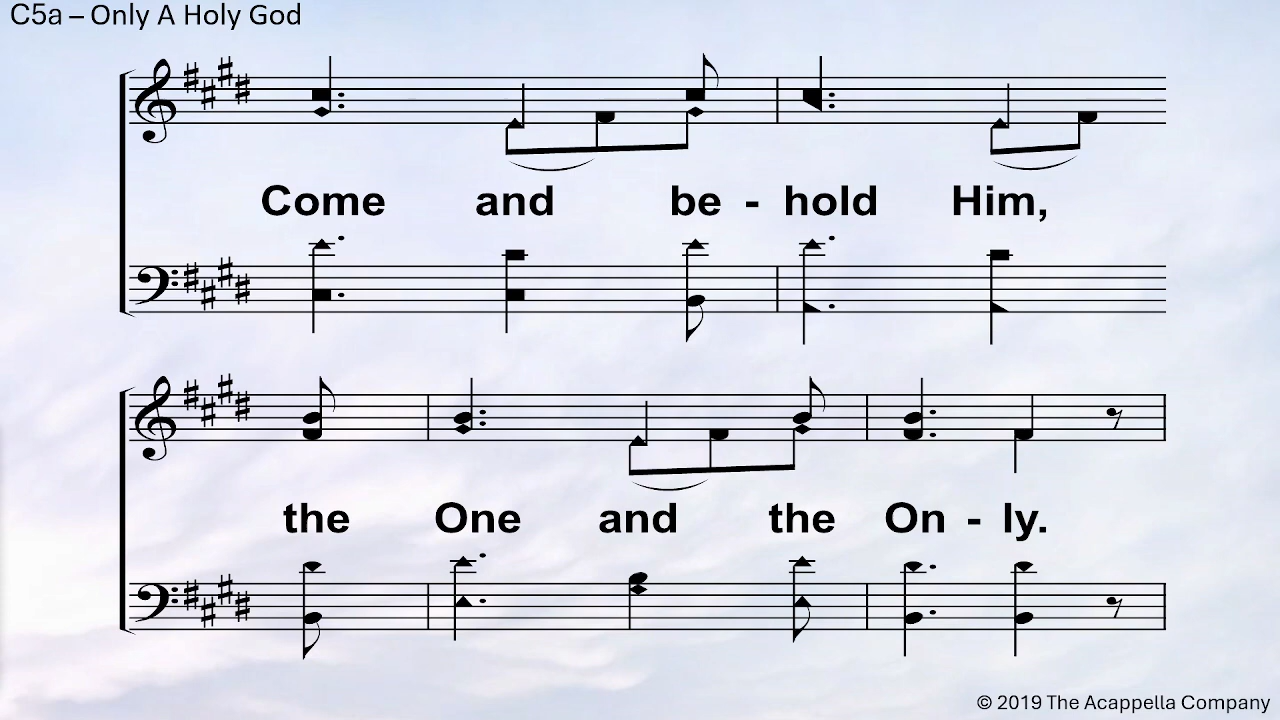 C5a – Only A Holy God
Come and be - hold Him,
the One and the On - ly.
© 2019 The Acappella Company